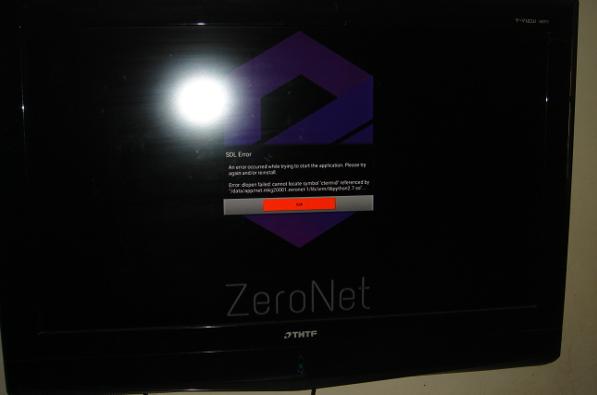 SDL Error
An error occurred while trying to start the application. Please try
again and/or reinstall.
Error: dlopen failed: cannot locate symbol "ctermid" referenced by
Exit
ZeroNet
THTF